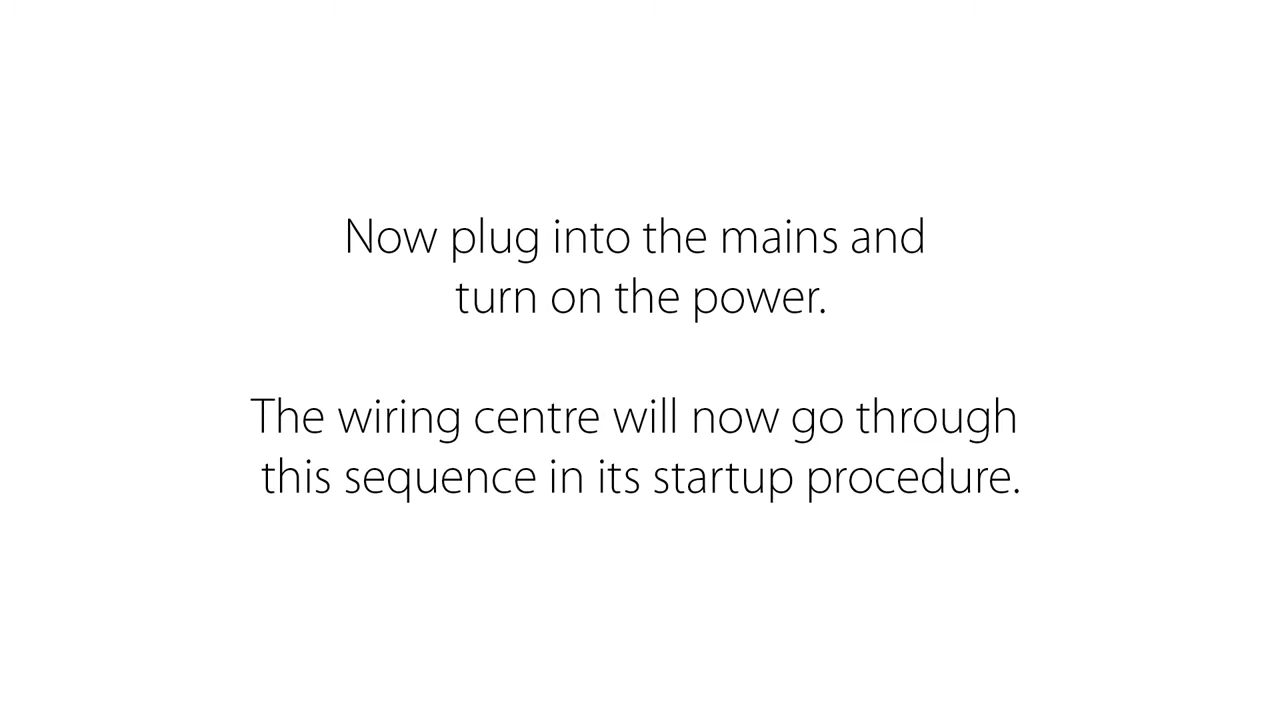 Now plug into the mains and
turn on the power.
The wiring centre will now go through
this sequence in its startup procedure.